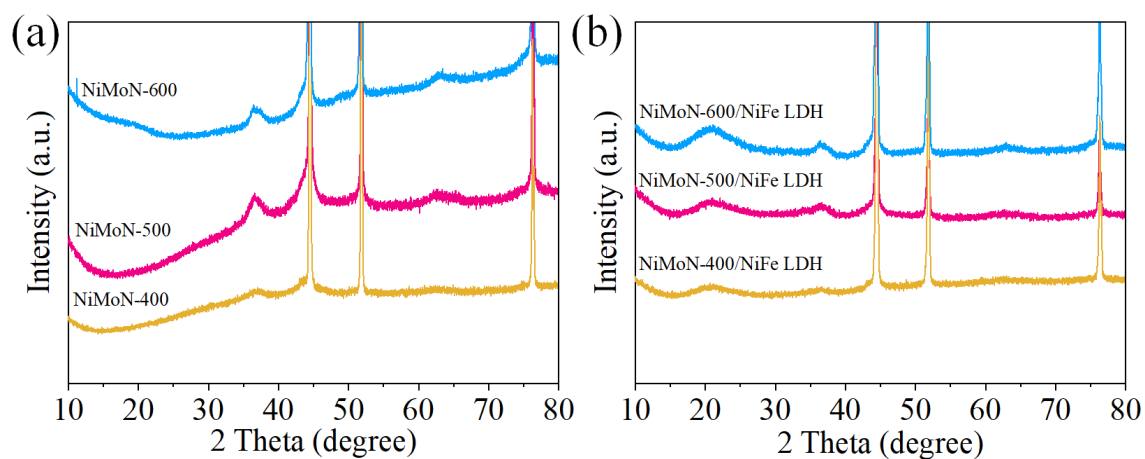 (a)
Intensity (a.u.)
NiMoN-600
NiMoN-500
NiMoN-400
10 20 30 40 50 60 70 80
2 Theta (degree)
(b)
Intensity (a.u.)
NiMoN-600/NiFe LDH
NiMoN-500/NiFe LDH
NiMoN-400/NiFe LDH
10 20 30 40 50 60 70 80
2 Theta (degree)